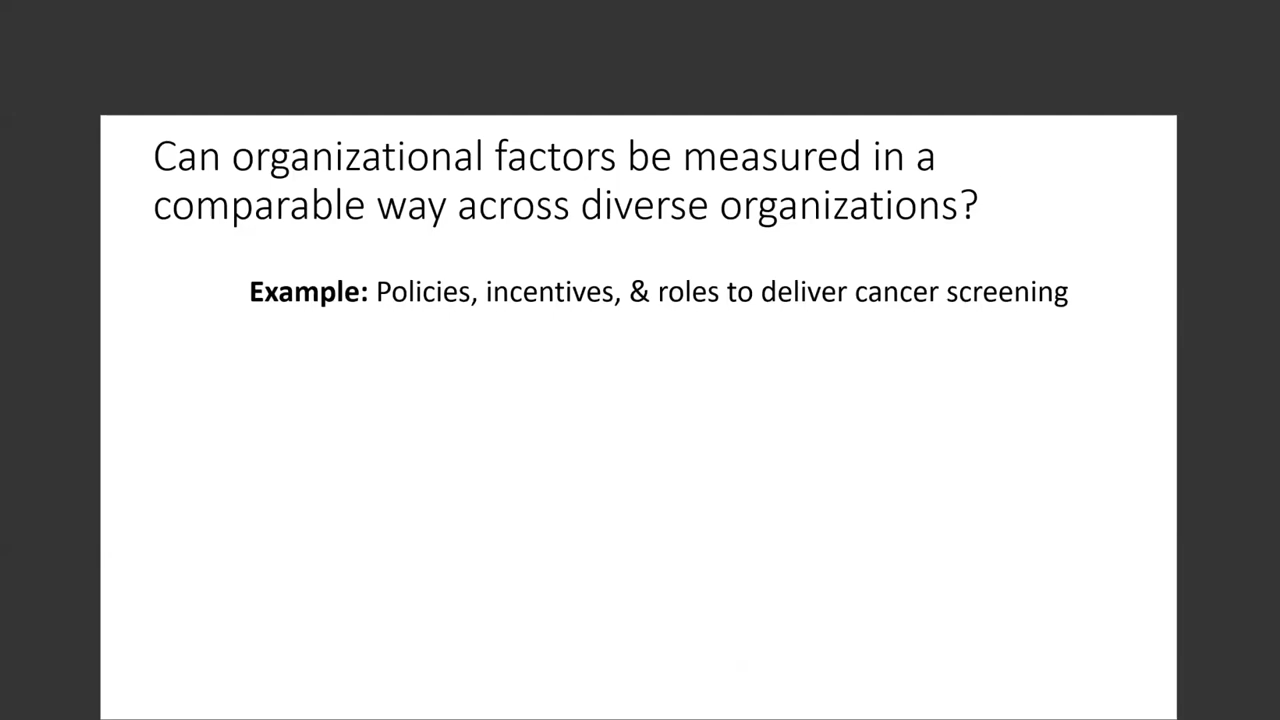 Can organizational factors be measured in a
comparable way across diverse organizations?
Example: Policies, incentives, & roles to deliver cancer screening